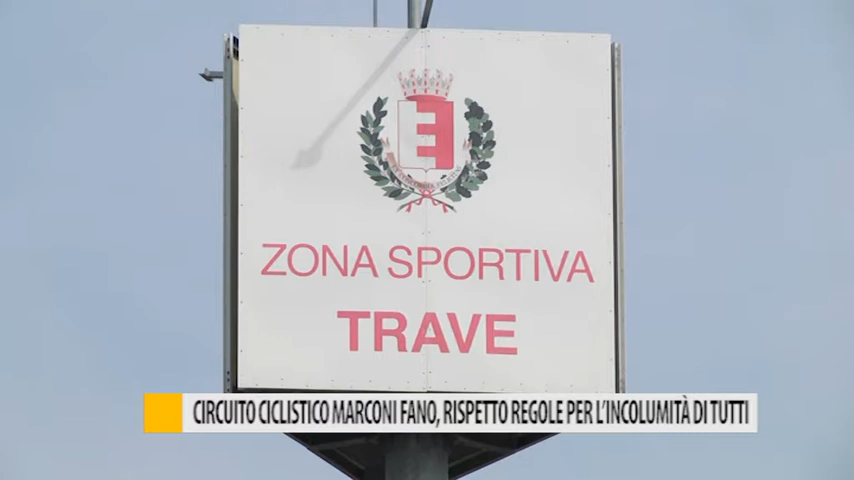 ZONA SPORTIVA
TRAVE
CIRCUITO CICLISTICO MARCONI FANO, RISPETTO REGOLE PER L'INCOLUMITÀ DI TUTTI